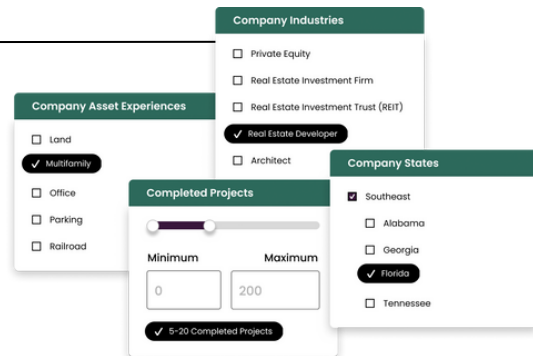 Company Industries
Private Equity
Real Estate Investment Firm
Real Estate Investment Trust (REIT)
Real Estate Developer
Architect
Company Asset Experiences
Land
Multifamily
Office
Parking
Railroad
Completed Projects
Minimum
Maximum
0
200
5-20 Completed Projects
Company States
Southeast
Alabama
Georgia
Florida
Tennessee